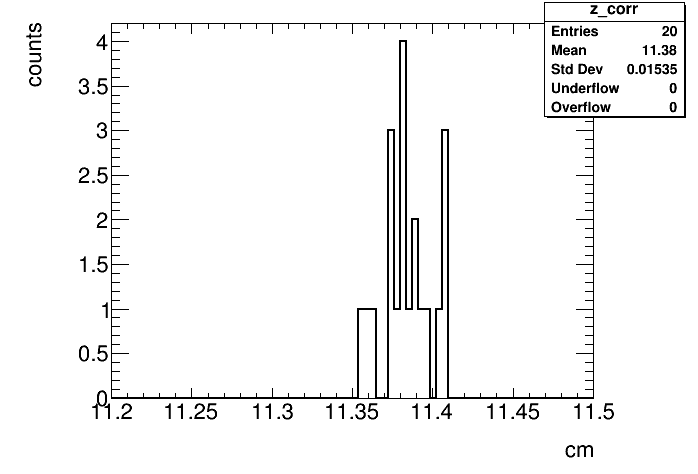 z_corr
Entries 20
Mean 11.38
Std Dev 0.01535
Underflow 0
Overflow 0
counts
4
3.5
3
2.5
2
1.5
1
0.5
0
11.2 11.25 11.3 11.35 11.4 11.45 11.5
cm